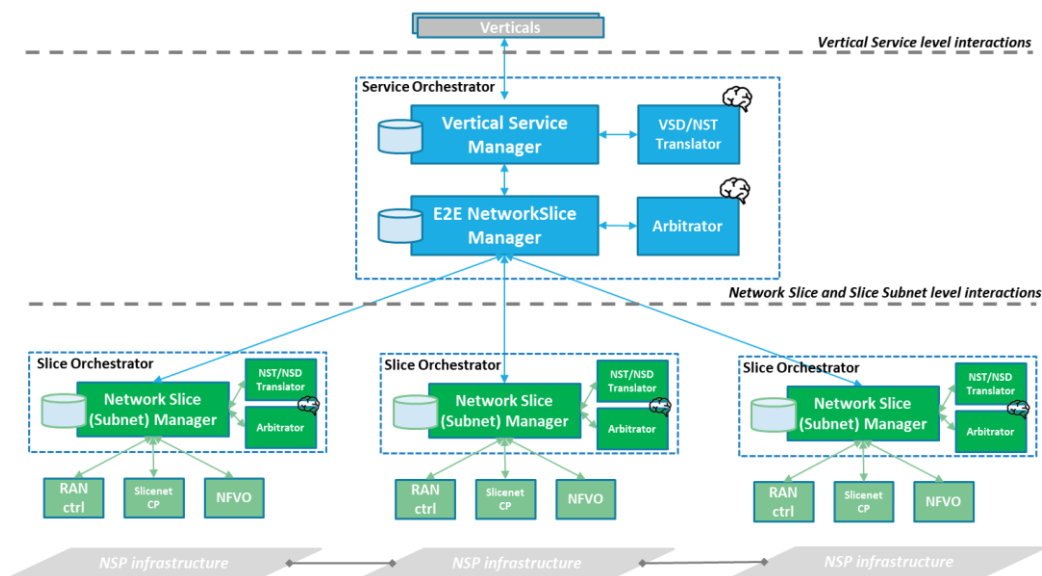 Verticals
Vertical Service level interactions
Service Orchestrator
Vertical Service
Manager
VSD/NST
Translator
E2E NetworkSlice
Manager
Arbitrator
Network Slice and Slice Subnet level interactions
Slice Orchestrator
NST/NSD
Translator
Network Slice
(Subnet) Manager
Arbitrator
RAN
ctrl
Slicenet
CP
NFVO
Slice Orchestrator
NST/NSD
Translator
Network Slice
(Subnet) Manager
Arbitrator
RAN
ctrl
Slicenet
CP
NFVO
Slice Orchestrator
NST/NSD
Translator
Network Slice
(Subnet) Manager
Arbitrator
RAN
ctrl
Slicenet
CP
NFVO
NSP infrastructure
NSP infrastructure
NSP infrastructure